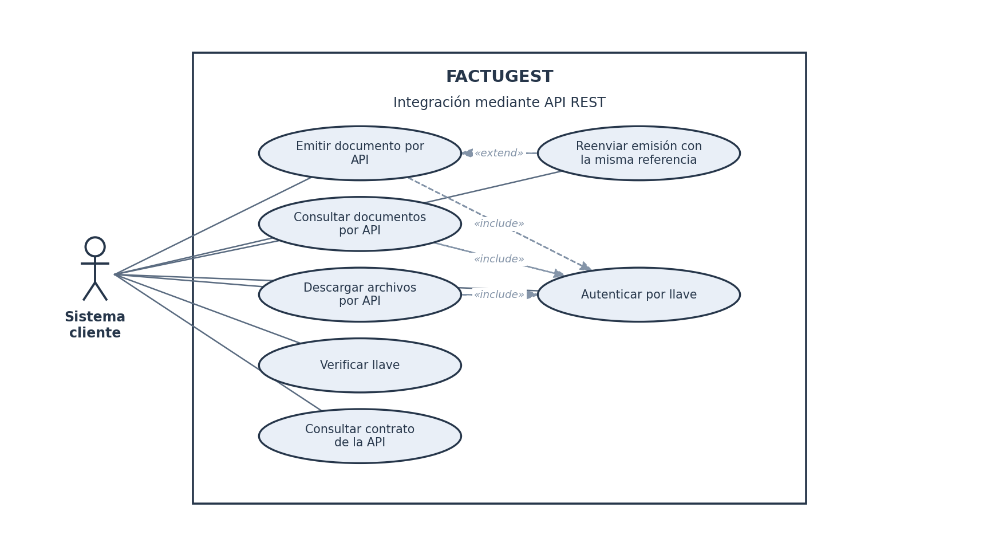 FACTUGEST
Integración mediante API REST
Emitir documento por
API
«extend»
Reenviar emisión con
la misma referencia
Consultar documentos
por API
«include»
«include»
Descargar archivos
por API
«include»
Autenticar por llave
Sistema
cliente
Verificar llave
Consultar contrato
de la API